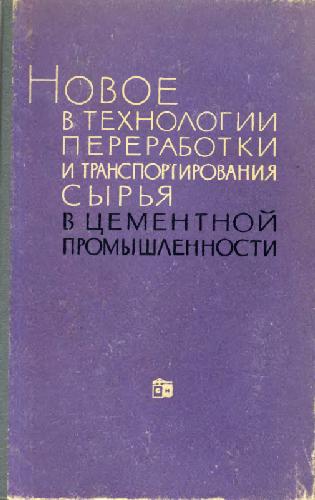 Новое
в технологии
переработки
и транспортирования
сырья
в цементной
промышленности